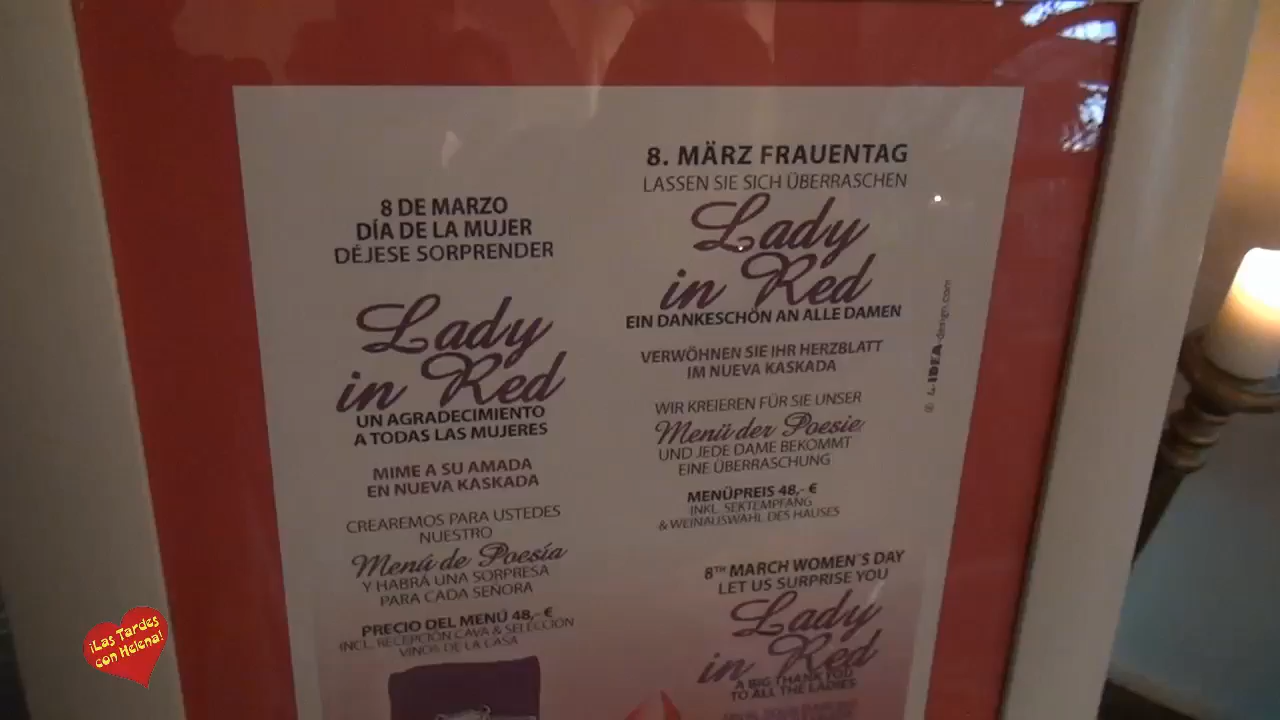 8 DE MARZO
DÍA DE LA MUJER
DÉJESE SORPRENDER
Lady
in Red
UN AGRADECIMIENTO
A TODAS LAS MUJERES
MIME A SU AMADA
EN NUEVA KASKADA
CREAREMOS PARA USTEDES
NUESTRO
Menú de Poesía
Y HABRÁ UNA SORPRESA
PARA CADA SEÑORA
PRECIO DEL MENÚ 48,- €
INCL. RECEPCIÓN CAVA & SELECCIÓN
VINOS DE LA CASA
8. MÄRZ FRAUENTAG
LASSEN SIE SICH ÜBERRASCHEN
Lady
in Red
EIN DANKESCHÖN AN ALLE DAMEN
VERWÖHNEN SIE IHR HERZBLATT
IM NUEVA KASKADA
WIR KREIEREN FÜR SIE UNSER
Menü der Poesie
UND JEDE DAME BEKOMMT
EINE ÜBERRASCHUNG
MENÜPREIS 48,- €
INKL. SEKTEMPFANG
& WEINAUSWAHL DES HAUSES
8TH MARCH WOMEN´S DAY
LET US SURPRISE YOU
Lady
in Red
A BIG THANK YOU
TO ALL THE LADIES
© 4-IDEA-design.com
¡Las Tardes
con Helena!